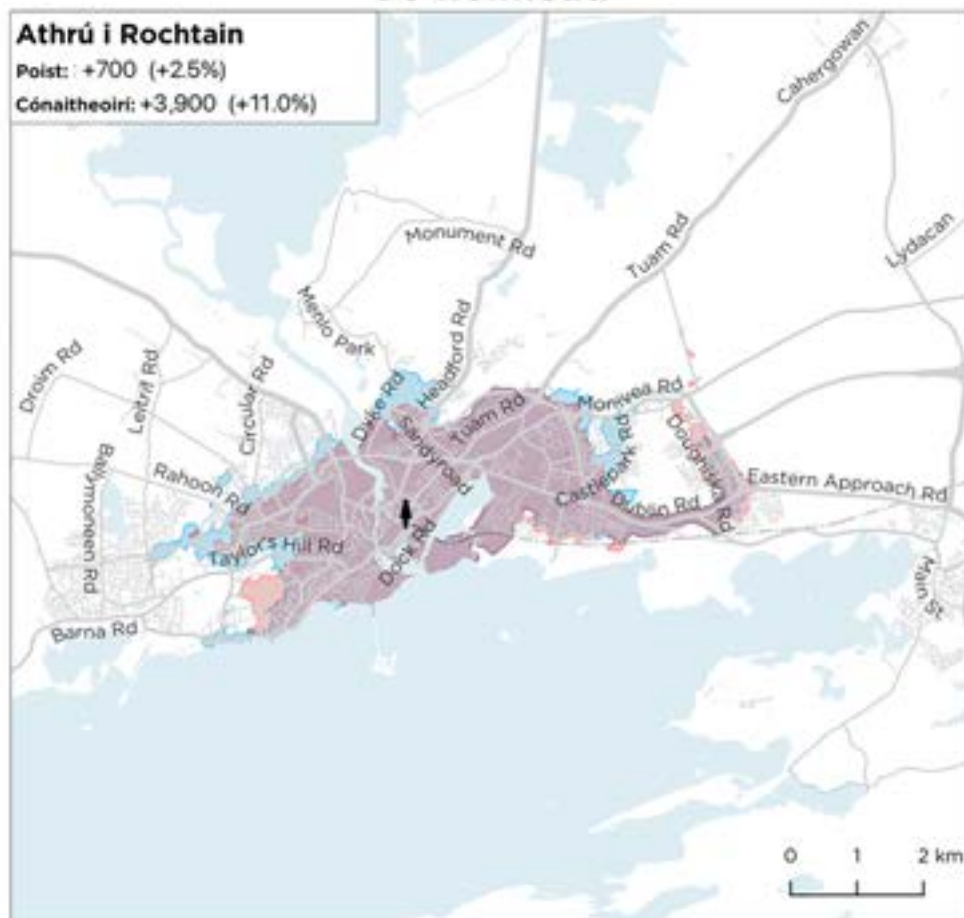 Athrú i Rochtain
Poist: +700 (+2.5%)
Cónaitheoirí: +3,900 (+11.0%)
Cahergowan
Monument Rd
Tuam Rd
Lydacan
Menlo Park
Headford Rd
Droim Rd
Leitrif Rd
Circular Rd
Dyke Rd
Monivea Rd
Tuam Rd
Sandyroad
Castlepark Rd
Doughiska Rd
Ballymoneen Rd
Rahoon Rd
Dublin Rd
Eastern Approach Rd
Taylor's Hill Rd
Dock Rd
Main St
Barna Rd
0 1 2 km